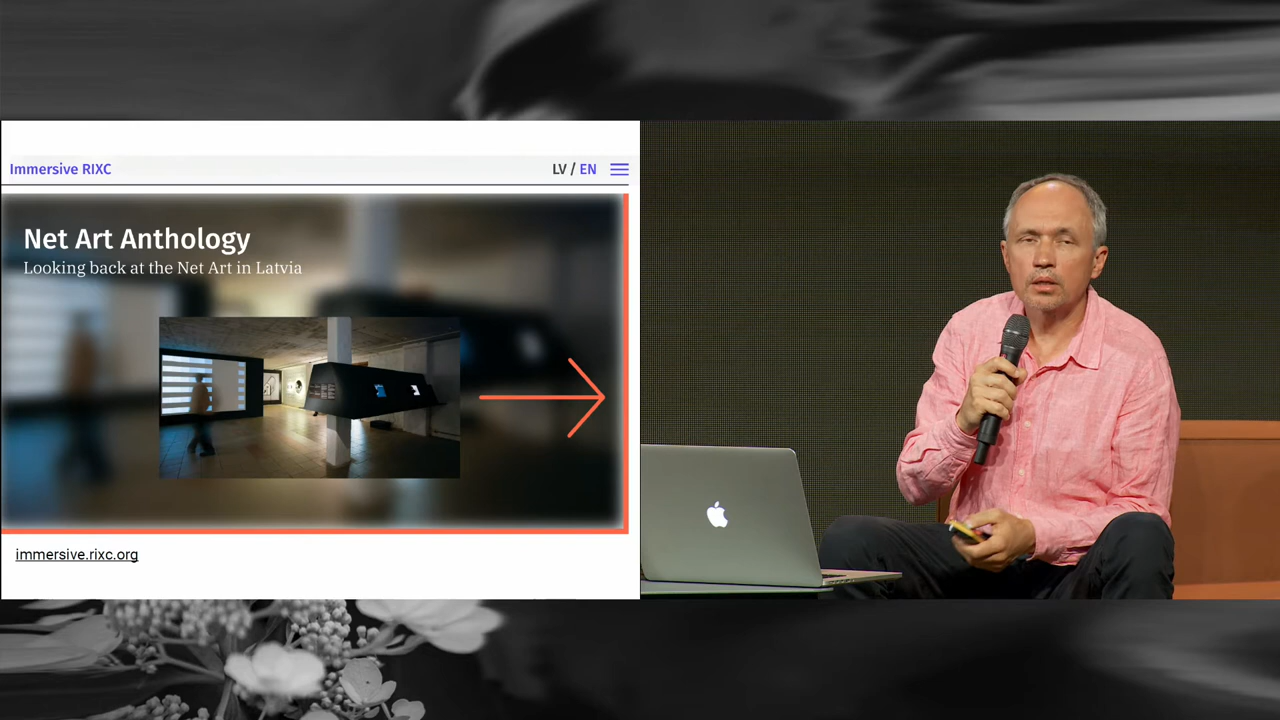 Immersive RIXC
LV / EN
Net Art Anthology
Looking back at the Net Art in Latvia
immersive.rixc.org